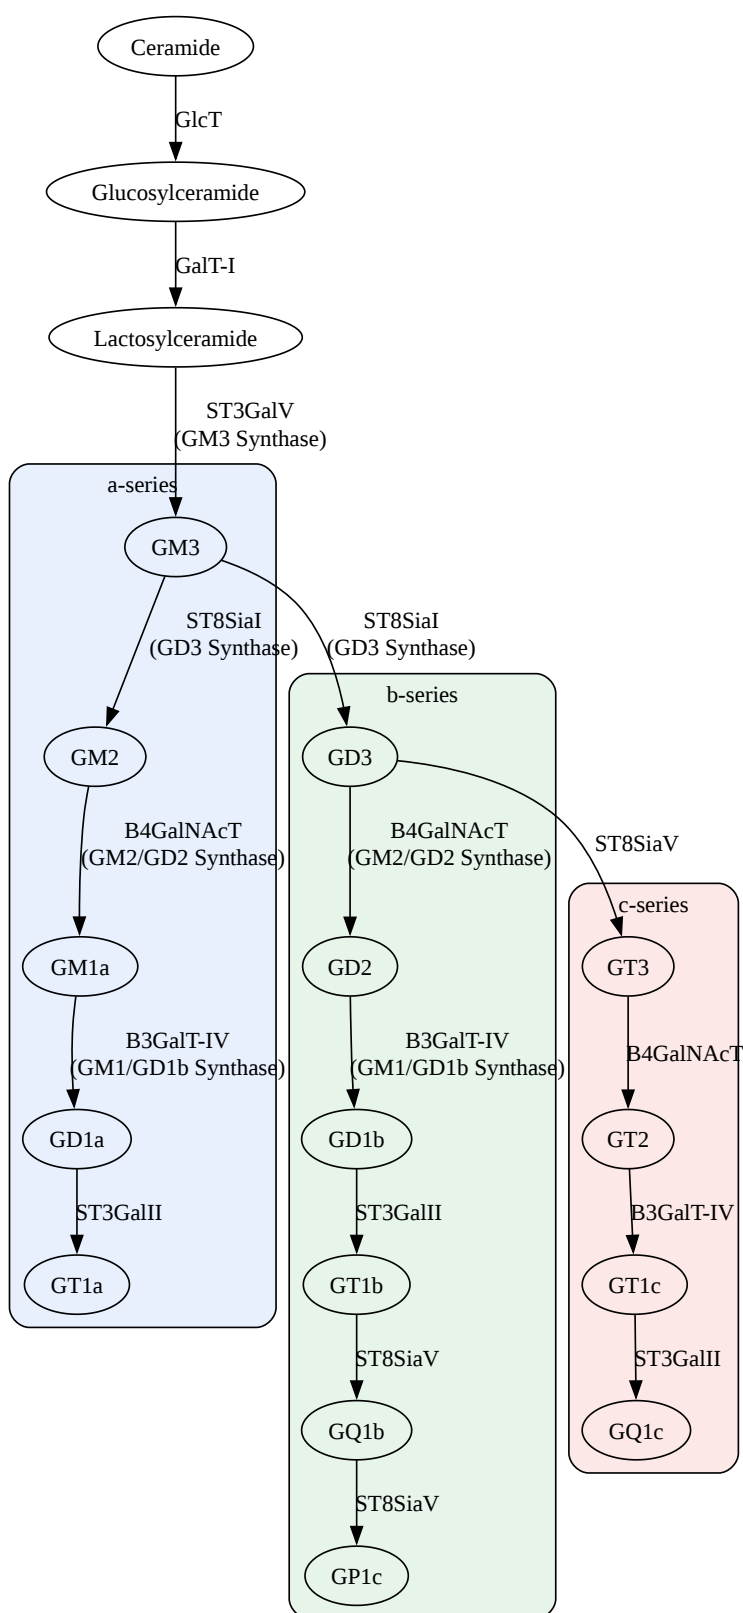 Ceramide
GlcT
Glucosylceramide
GalT-I
Lactosylceramide
ST3GalV
(GM3 Synthase)
a-series
GM3
ST8SiaI
(GD3 Synthase)
ST8SiaI
(GD3 Synthase)
b-series
GM2
GD3
B4GalNAcT
(GM2/GD2 Synthase)
B4GalNAcT
(GM2/GD2 Synthase)
ST8SiaV
c-series
GM1a
GD2
GT3
B3GalT-IV
(GM1/GD1b Synthase)
B3GalT-IV
(GM1/GD1b Synthase)
B4GalNAcT
GD1a
GD1b
GT2
ST3GalII
ST3GalII
B3GalT-IV
GT1a
GT1b
GT1c
ST8SiaV
ST3GalII
GQ1b
GQ1c
ST8SiaV
GP1c